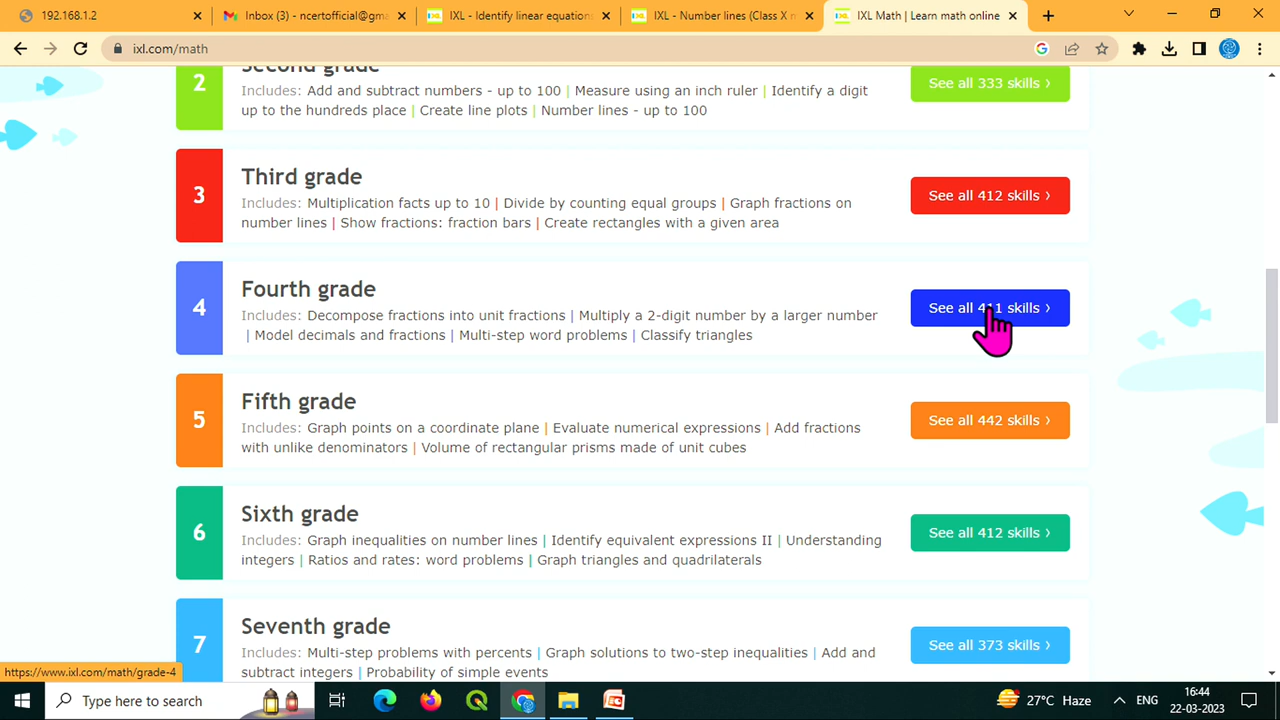 192.168.1.2
Inbox (3) - ncertofficial@gma
IXL - Identify linear equation
IXL - Number lines (Class X m
IXL Math | Learn math online
ixl.com/math
2
Second grade
Includes: Add and subtract numbers - up to 100 | Measure using an inch ruler | Identify a digit
up to the hundreds place | Create line plots | Number lines - up to 100
See all 333 skills ›
3
Third grade
Includes: Multiplication facts up to 10 | Divide by counting equal groups | Graph fractions on
number lines | Show fractions: fraction bars | Create rectangles with a given area
See all 412 skills ›
4
Fourth grade
Includes: Decompose fractions into unit fractions | Multiply a 2-digit number by a larger number
| Model decimals and fractions | Multi-step word problems | Classify triangles
See all 411 skills ›
5
Fifth grade
Includes: Graph points on a coordinate plane | Evaluate numerical expressions | Add fractions
with unlike denominators | Volume of rectangular prisms made of unit cubes
See all 442 skills ›
6
Sixth grade
Includes: Graph inequalities on number lines | Identify equivalent expressions II | Understanding
integers | Ratios and rates: word problems | Graph triangles and quadrilaterals
See all 412 skills ›
7
Seventh grade
Includes: Multi-step problems with percents | Graph solutions to two-step inequalities | Add and
subtract integers | Probability of simple events
See all 373 skills ›
https://www.ixl.com/math/grade-4
Type here to search
27°C Haze
ENG
16:44
22-03-2023